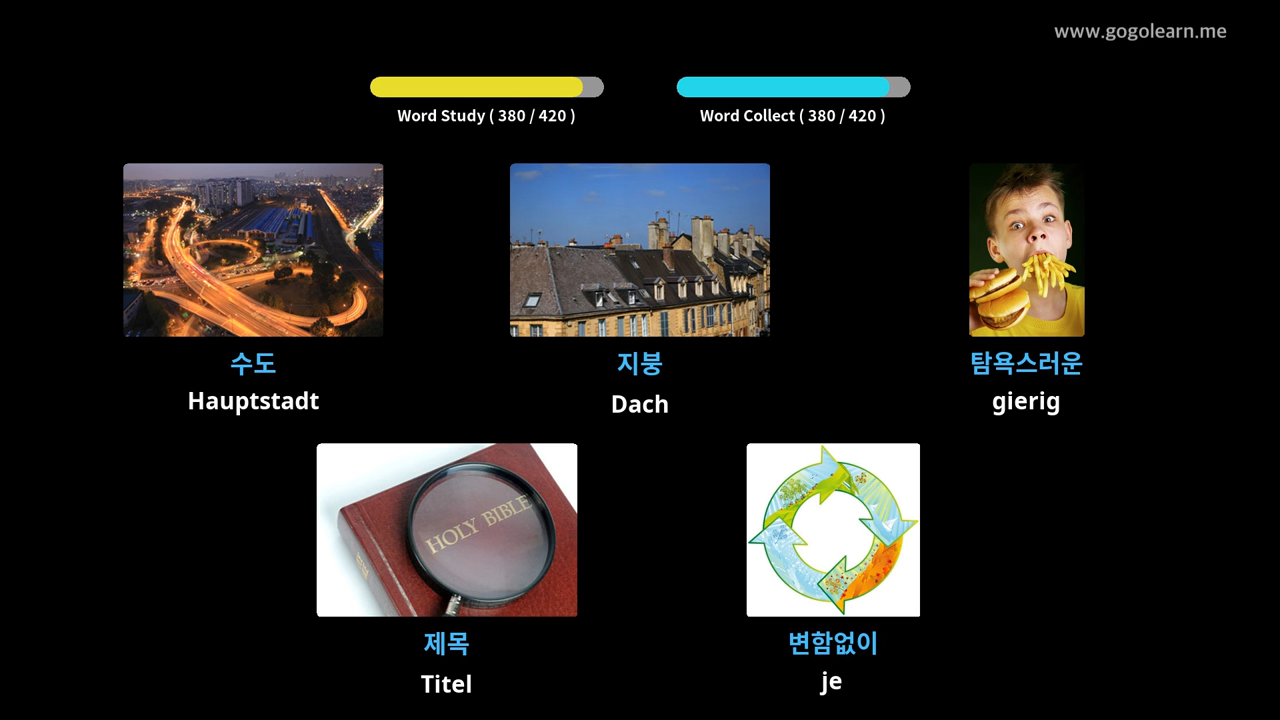 www.gogolearn.me
Word Study ( 380 / 420 )
Word Collect ( 380 / 420 )
수도
Hauptstadt
지붕
Dach
탐욕스러운
gierig
HOLY BIBLE
제목
Titel
변함없이
je